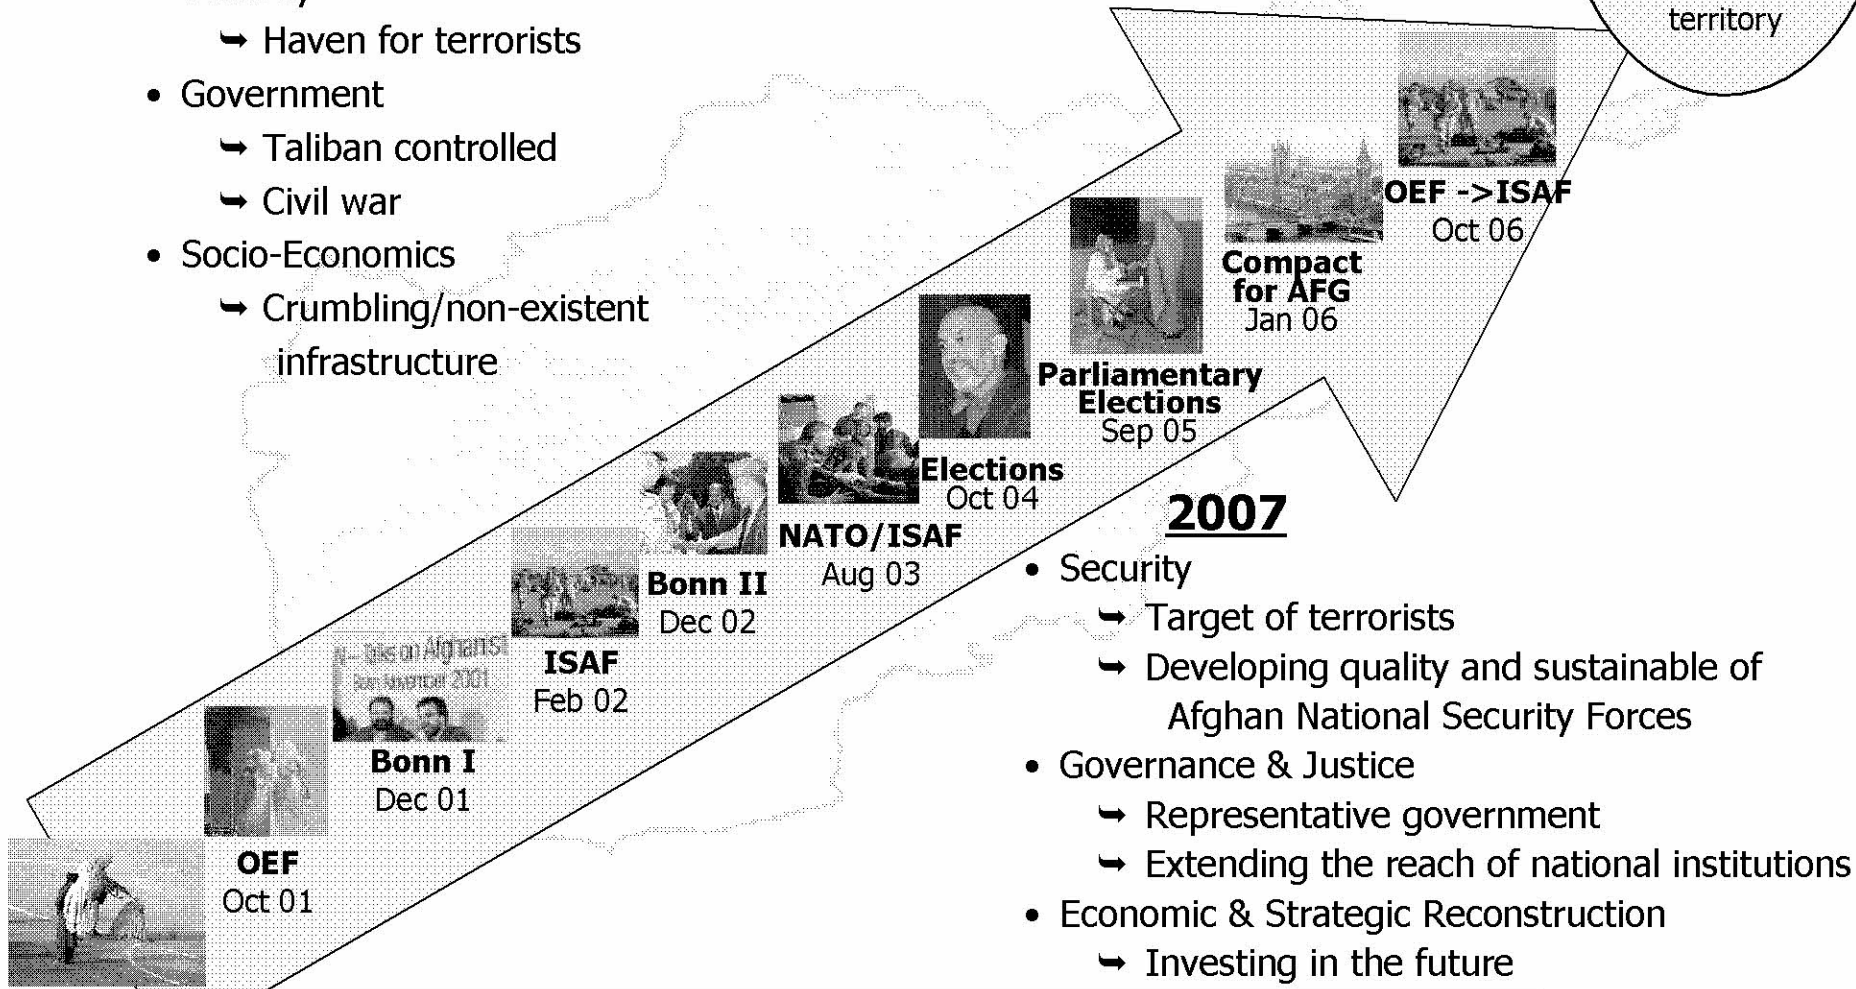 territory
➥ Haven for terrorists
• Government
➥ Taliban controlled
➥ Civil war
• Socio-Economics
➥ Crumbling/non-existent
infrastructure
OEF ->ISAF
Oct 06
Compact
for AFG
Jan 06
Parliamentary
Elections
Sep 05
Elections
Oct 04
NATO/ISAF
Aug 03
Bonn II
Dec 02
ISAF
Feb 02
Talks on Afghanist
2001
Bonn I
Dec 01
OEF
Oct 01
2007
• Security
➥ Target of terrorists
➥ Developing quality and sustainable of
Afghan National Security Forces
• Governance & Justice
➥ Representative government
➥ Extending the reach of national institutions
• Economic & Strategic Reconstruction
➥ Investing in the future